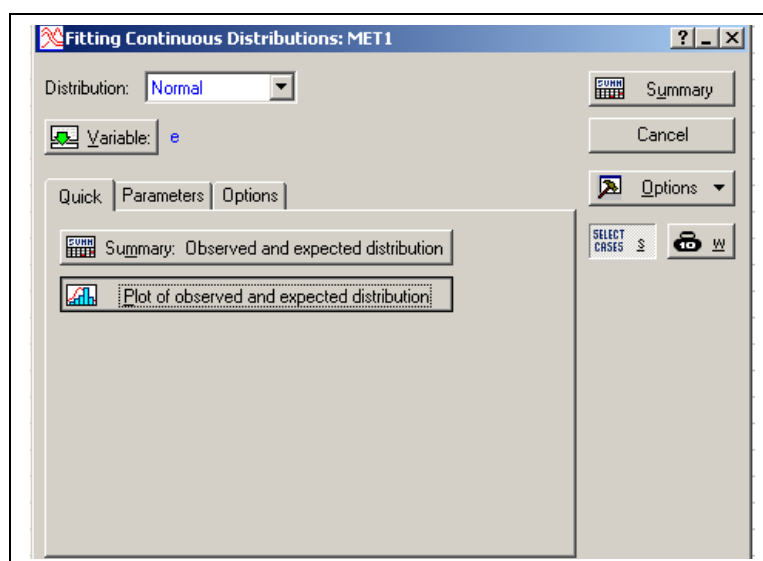 Fitting Continuous Distributions: MET1
Distribution: Normal
Summary
Variable: e
Cancel
Quick Parameters Options
Options
Summary: Observed and expected distribution
SELECT CASES S W
Plot of observed and expected distribution